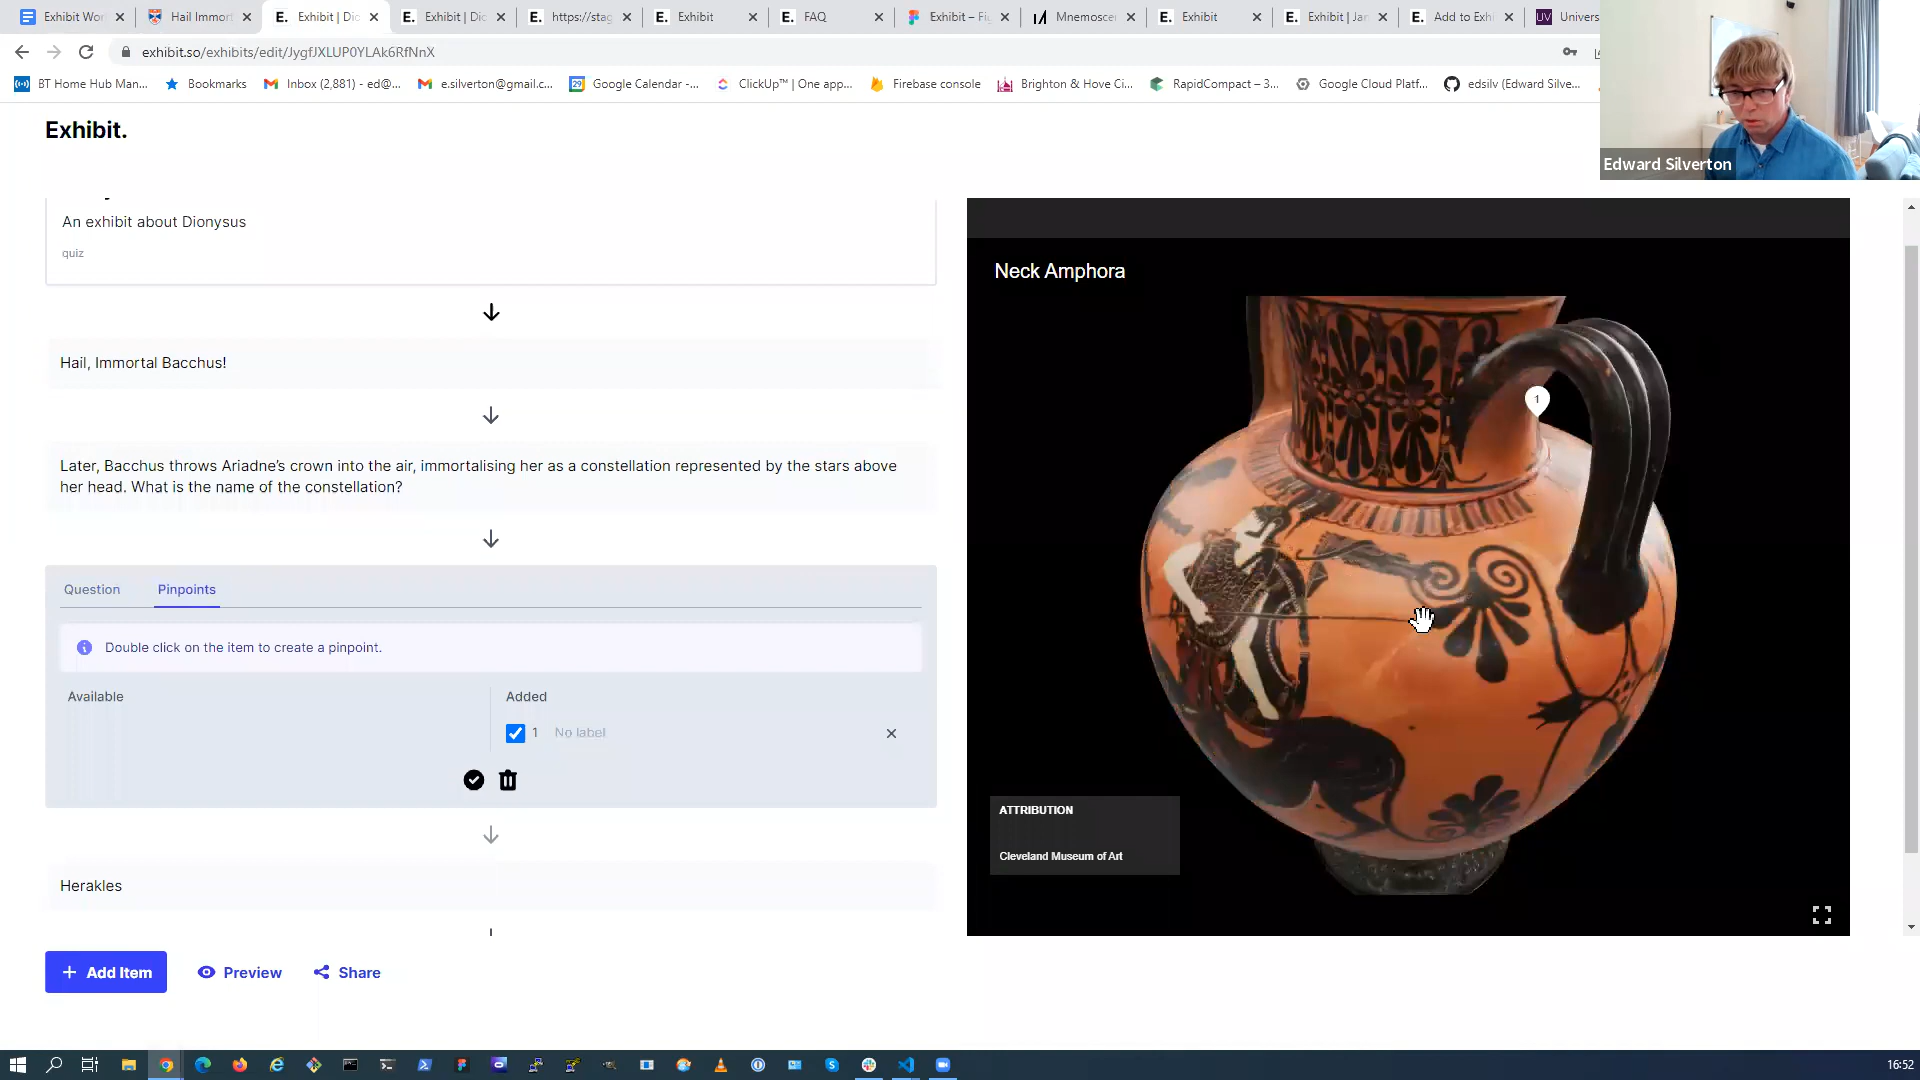 Exhibit Wor
Hail Immort
E. Exhibit | Dio
E. Exhibit | Dio
E. https://stag
E. Exhibit
E. FAQ
Exhibit – Fi
Mnemoscen
E. Exhibit
E. Exhibit | Jan
E. Add to Exhi
UV Univers
exhibit.so/exhibits/edit/JygfJXLUP0YLAk6RfNnX
BT Home Hub Man...
Bookmarks
Inbox (2,881) - ed@...
e.silverton@gmail.c...
Google Calendar -...
ClickUp™ | One app...
Firebase console
Brighton & Hove Ci...
RapidCompact – 3...
Google Cloud Platf...
edsilv (Edward Silve...
Edward Silverton
Exhibit.
An exhibit about Dionysus
quiz
Hail, Immortal Bacchus!
Later, Bacchus throws Ariadne's crown into the air, immortalising her as a constellation represented by the stars above
her head. What is the name of the constellation?
Question Pinpoints
Double click on the item to create a pinpoint.
Available Added
1 No label
Herakles
Add Item Preview Share
Neck Amphora
1
ATTRIBUTION
Cleveland Museum of Art
16:52